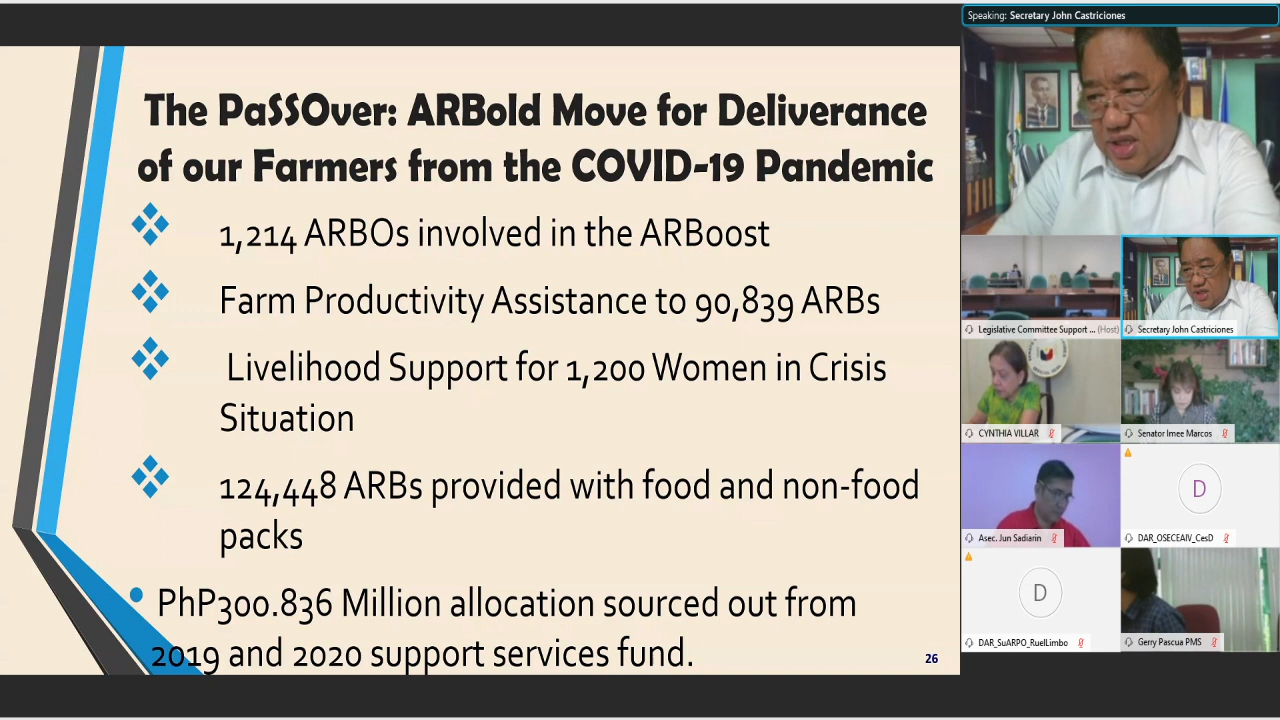 The PaSSOver: ARBold Move for Deliverance
of our Farmers from the COVID-19 Pandemic
1,214 ARBOs involved in the ARBoost
Farm Productivity Assistance to 90,839 ARBs
Livelihood Support for 1,200 Women in Crisis
Situation
124,448 ARBs provided with food and non-food
packs
PhP300.836 Million allocation sourced out from
2019 and 2020 support services fund.
26
Speaking: Secretary John Castriciones
Legislative Committee Support ... (Host)
Secretary John Castriciones
CYNTHIA VILLAR
Senator Imee Marcos
Asec. Jun Sadiarin
D
DAR_OSECEAIV_CesD
D
DAR_SuARPO_RuelLimbo
Gerry Pascua PMS